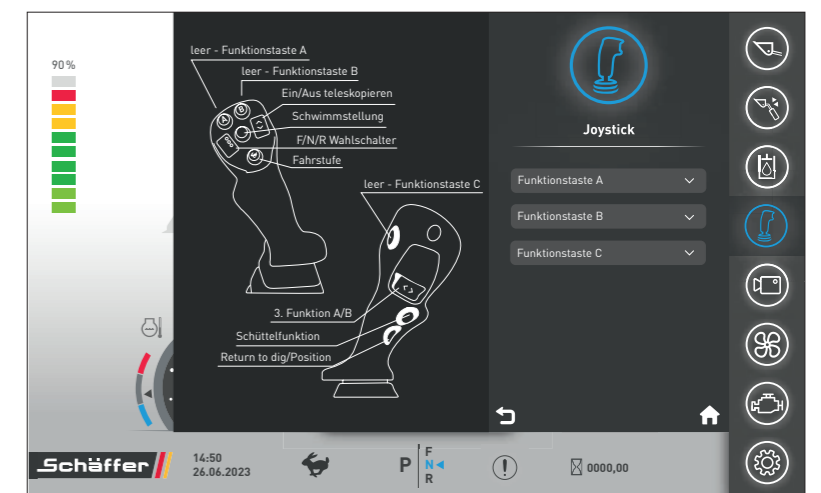 90 %
leer - Funktionstaste A
leer - Funktionstaste B
Ein/Aus teleskopieren
Schwimmstellung
F/N/R Wahlschalter
Fahrstufe
A
B
leer - Funktionstaste C
3. Funktion A/B
Schüttelfunktion
Return to dig/Position
Joystick
Funktionstaste A
Funktionstaste B
Funktionstaste C
Schäffer
14:50
26.06.2023
P
F
N
R
0000,00